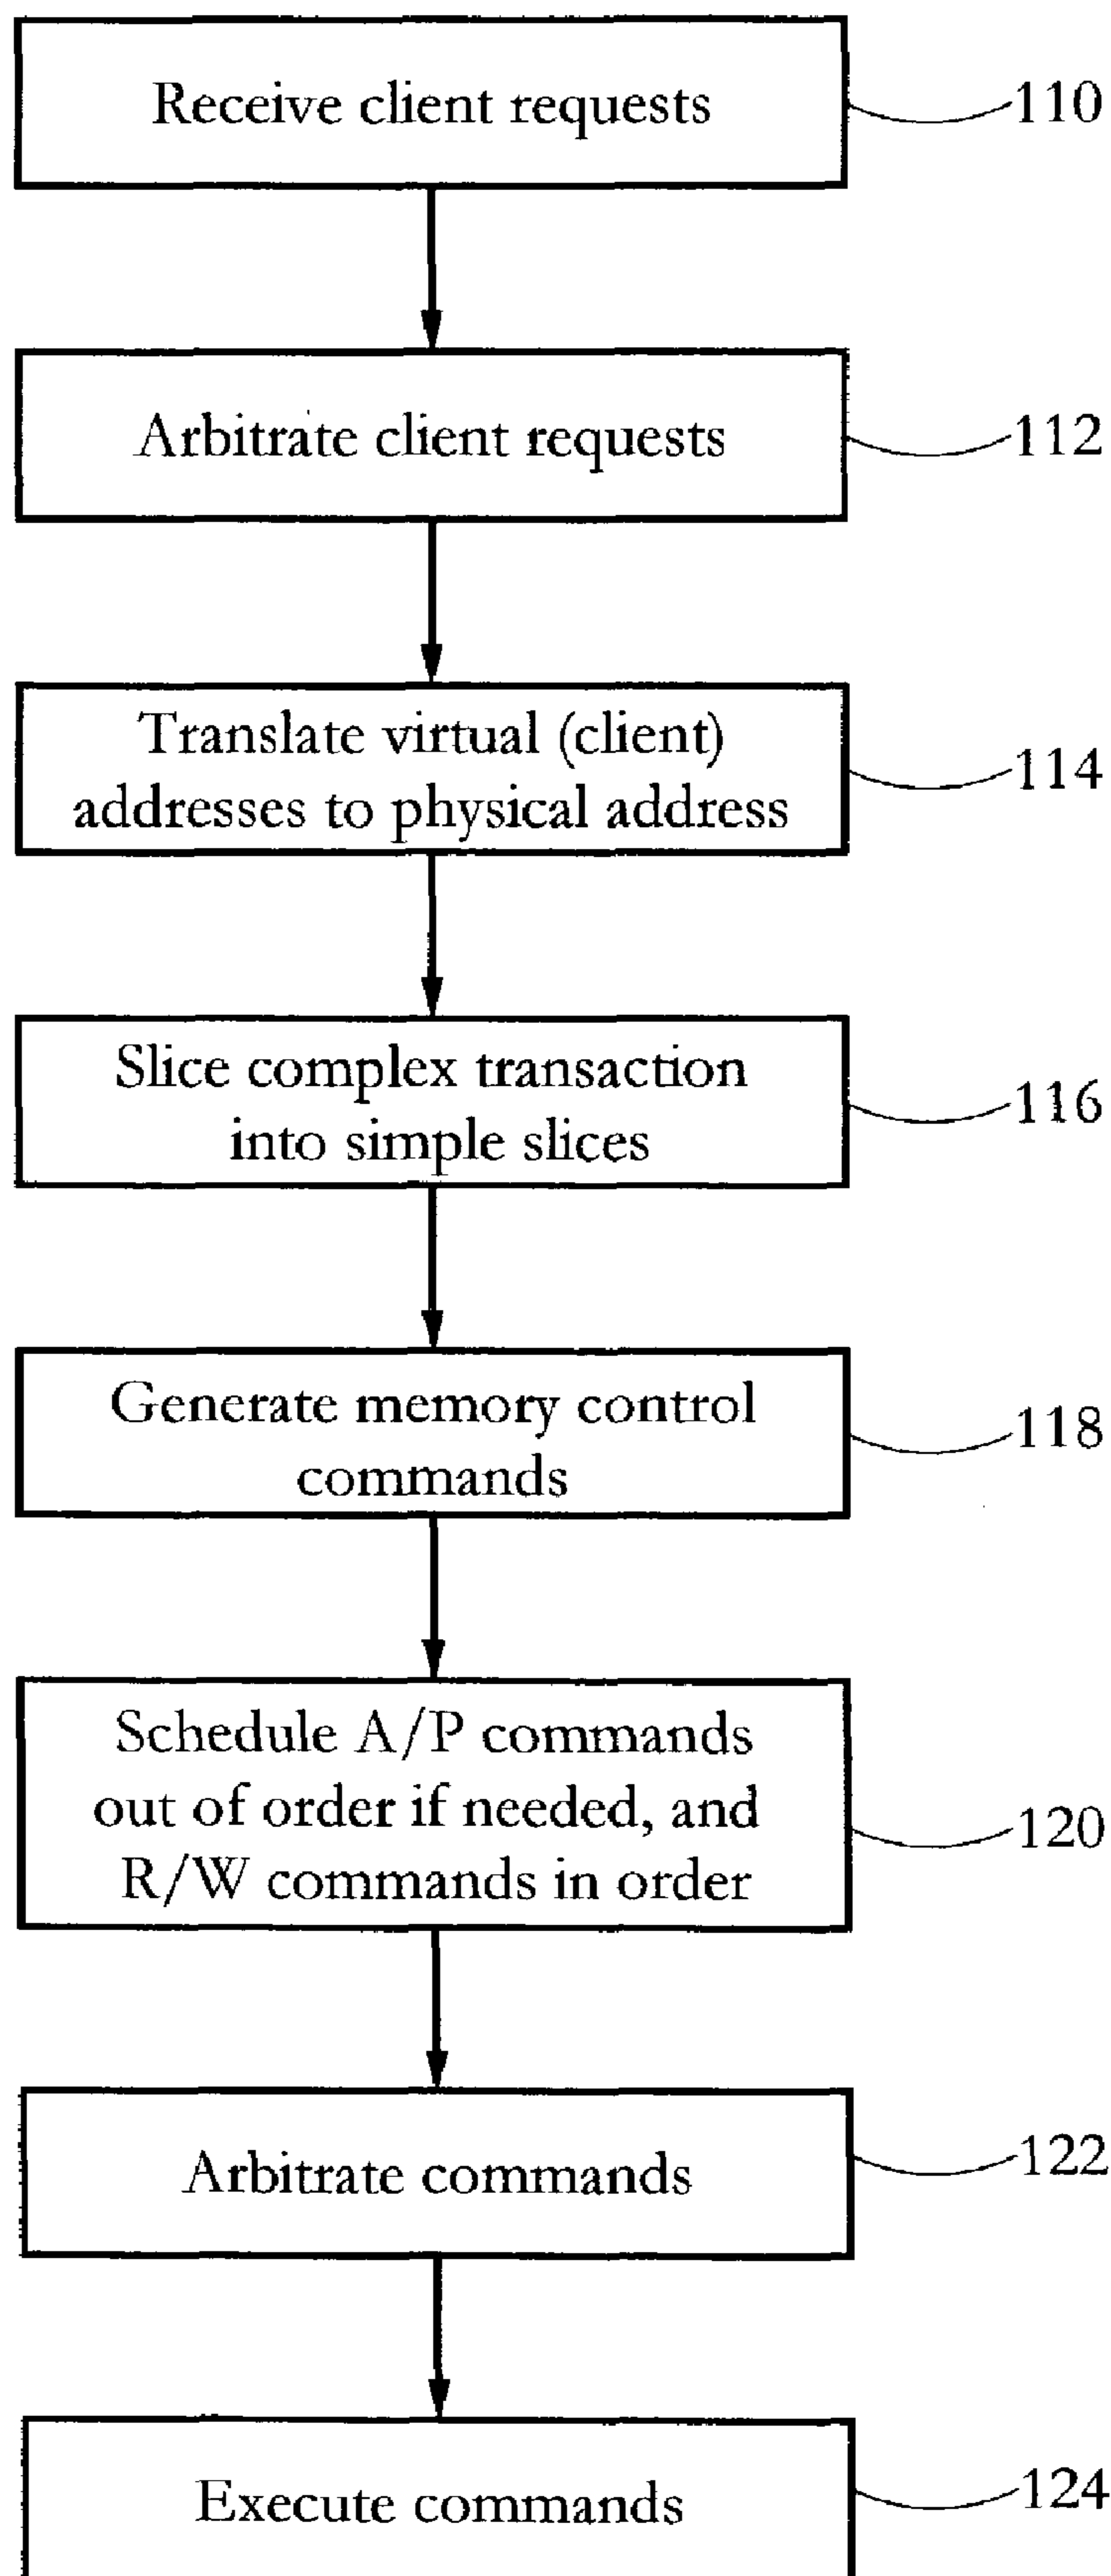 Receive client requests
110
Arbitrate client requests
112
Translate virtual (client)
addresses to physical address
114
Slice complex transaction
into simple slices
116
Generate memory control
commands
118
Schedule A/P commands
out of order if needed, and
R/W commands in order
120
Arbitrate commands
122
Execute commands
124